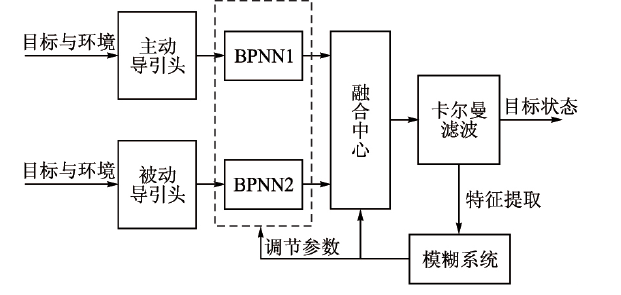 目标与环境
主动
导引头
BPNN1
融合中心
卡尔曼
滤波
目标状态
目标与环境
被动
导引头
BPNN2
特征提取
调节参数
模糊系统